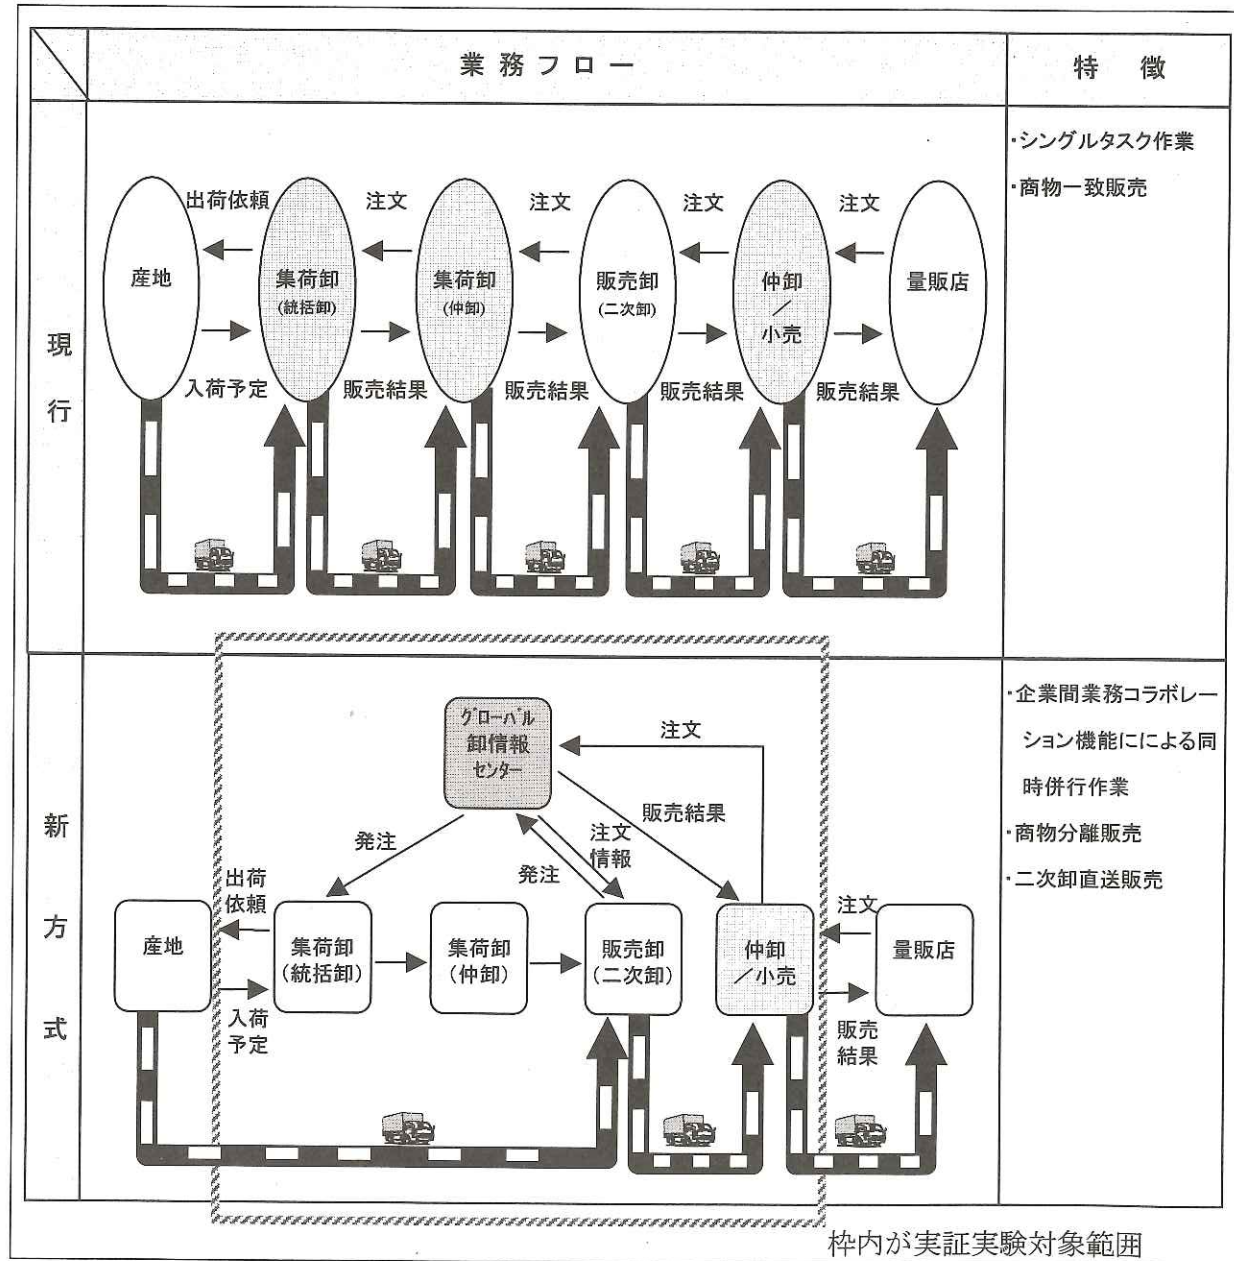 業務フロー
特 徴
現行
出荷依頼
注文
注文
注文
注文
産地
集荷卸
(統括卸)
集荷卸
(仲卸)
販売卸
(二次卸)
仲卸
／
小売
量販店
入荷予定
販売結果
販売結果
販売結果
販売結果
・シングルタスク作業
・商物一致販売
新方式
グローバル
卸情報
センター
注文
販売結果
発注
注文
情報
発注
出荷
依頼
注文
産地
集荷卸
(統括卸)
集荷卸
(仲卸)
販売卸
(二次卸)
仲卸
／小売
量販店
入荷
予定
販売
結果
・企業間業務コラボレー
ション機能にによる同
時併行作業
・商物分離販売
・二次卸直送販売
枠内が実証実験対象範囲